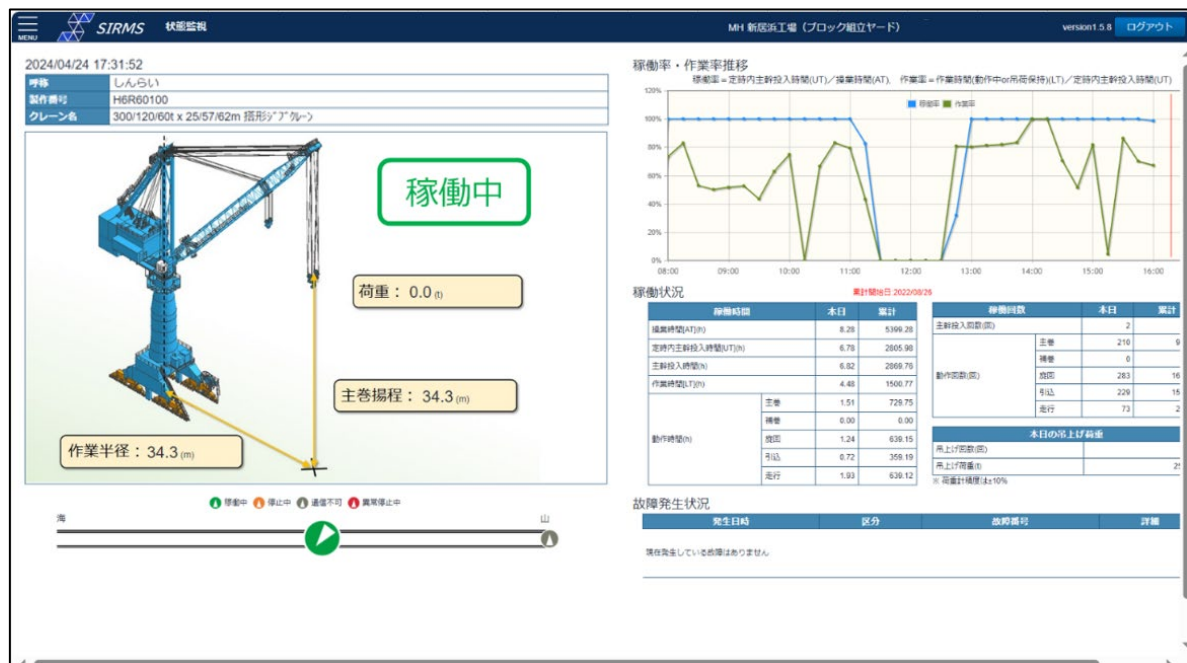 MENU
SIRMS 状態監視
MH 新居浜工場（ブロック組立ヤード）
version1.5.8
ログアウト
2024/04/24 17:31:52
呼称 しんらい
製作番号 H6R60100
クレーン名 300/120/60t x 25/57/62m 塔形ジブクレーン
稼働中
荷重： 0.0 (t)
主巻揚程： 34.3 (m)
作業半径： 34.3 (m)
稼働中 停止中 通信不可 異常停止中
海 山
稼働率・作業率推移
稼働率＝定時内主幹投入時間(UT)／操業時間(AT)、 作業率＝作業時間(動作中or吊荷保持)(LT)／定時内主幹投入時間(UT)
稼働率 作業率
120%
100%
80%
60%
40%
20%
0%
08:00 09:00 10:00 11:00 12:00 13:00 14:00 15:00 16:00
稼働状況
累計開始日:2022/08/26
稼働時間 本日 累計
操業時間[AT](h) 8.28 5399.28
定時内主幹投入時間[UT](h) 6.78 2805.98
主幹投入時間(h) 6.82 2869.76
作業時間[LT](h) 4.48 1500.77
動作時間(h)
主巻 1.51 729.75
補巻 0.00 0.00
旋回 1.24 639.15
引込 0.72 359.19
走行 1.93 639.12
稼働回数 本日 累計
主幹投入回数(回) 2
動作回数(回)
主巻 210 9
補巻 0
旋回 283 16
引込 229 15
走行 73 2
本日の吊上げ荷重
吊上げ回数(回)
吊上げ荷重(t)
※ 荷重計精度は±10%
故障発生状況
発生日時 区分 故障番号 詳細
現在発生している故障はありません